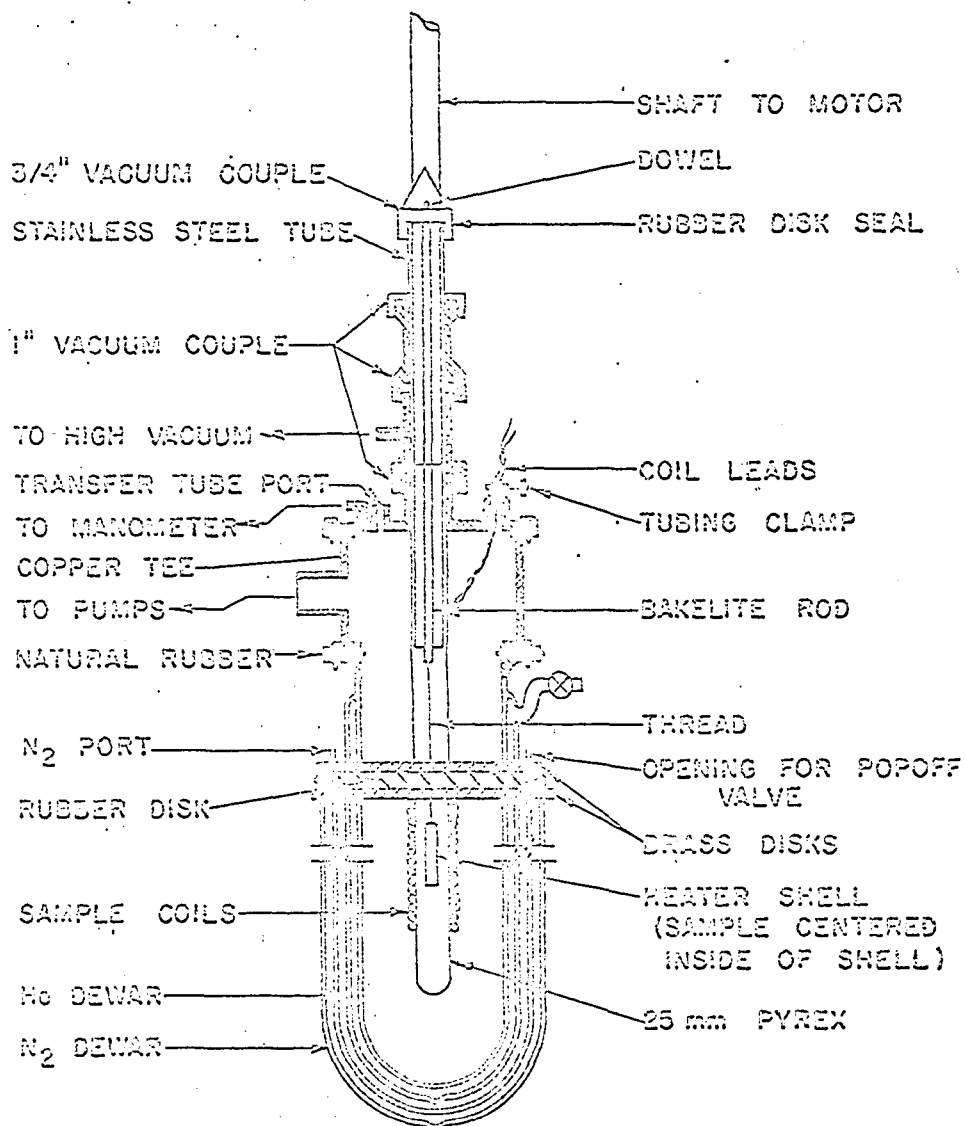 SHAFT TO MOTOR
DOWEL
3/4" VACUUM COUPLE
RUBBER DISK SEAL
STAINLESS STEEL TUBE
1" VACUUM COUPLE
TO HIGH VACUUM
COIL LEADS
TRANSFER TUBE PORT
TUBING CLAMP
TO MANOMETER
COPPER TEE
TO PUMPS
BAKELITE ROD
NATURAL RUBBER
THREAD
N₂ PORT
OPENING FOR POPOFF
VALVE
RUBBER DISK
BRASS DISKS
HEATER SHELL
(SAMPLE CENTERED
INSIDE OF SHELL)
SAMPLE COILS
He DEWAR
25 mm PYREX
N₂ DEWAR